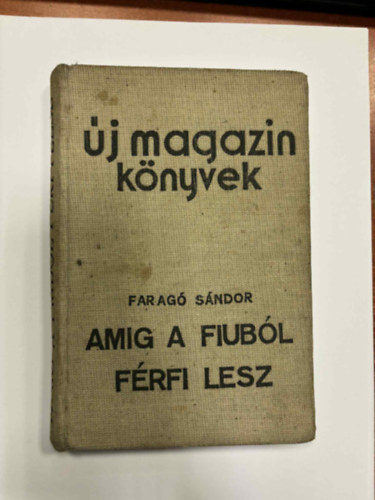 Új magazin
könyvek
FARAGÓ SÁNDOR
AMIG A FIUBÓL
FÉRFI LESZ